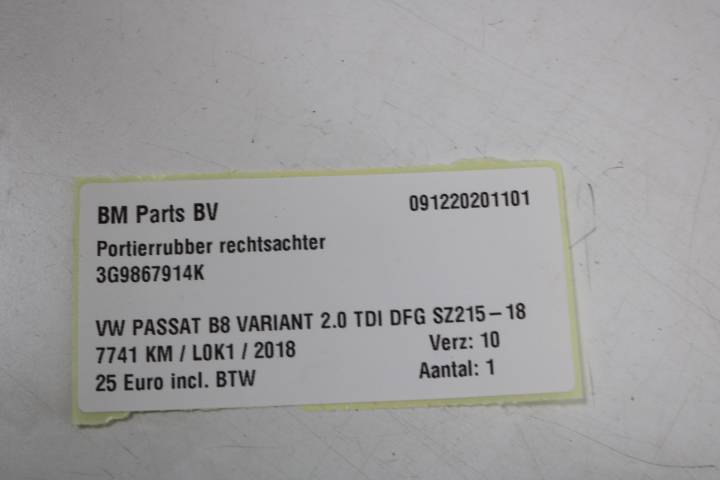 BM Parts BV 091220201101
Portierrubber rechtsachter
3G9867914K
VW PASSAT B8 VARIANT 2.0 TDI DFG SZ215-18
7741 KM / L0K1 / 2018 Verz: 10
25 Euro incl. BTW Aantal: 1